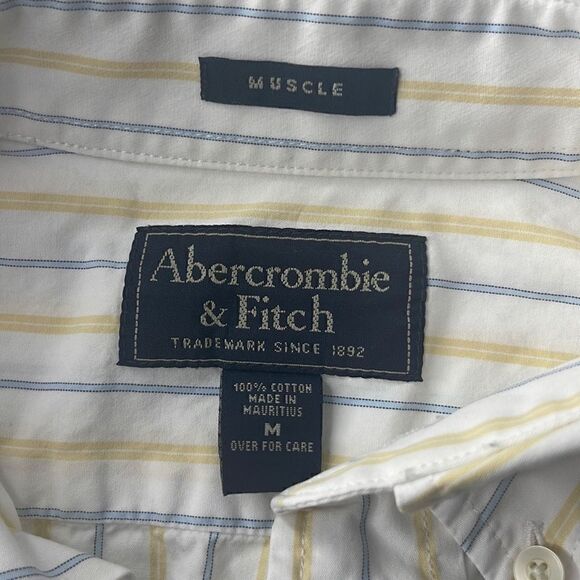 MUSCLE
Abercrombie
& Fitch
TRADEMARK SINCE 1892
100% COTTON
MADE IN
MAURITIUS
M
OVER FOR CARE